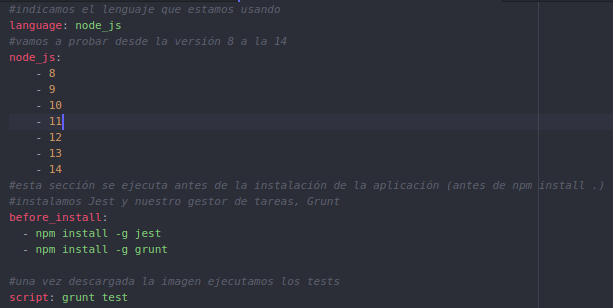 #indicamos el lenguaje que estamos usando
language: node_js
#vamos a probar desde la versión 8 a la 14
node_js:
    - 8
    - 9
    - 10
    - 11
    - 12
    - 13
    - 14
#esta sección se ejecuta antes de la instalación de la aplicación (antes de npm install .)
#instalamos Jest y nuestro gestor de tareas, Grunt
before_install:
  - npm install -g jest
  - npm install -g grunt

#una vez descargada la imagen ejecutamos los tests
script: grunt test